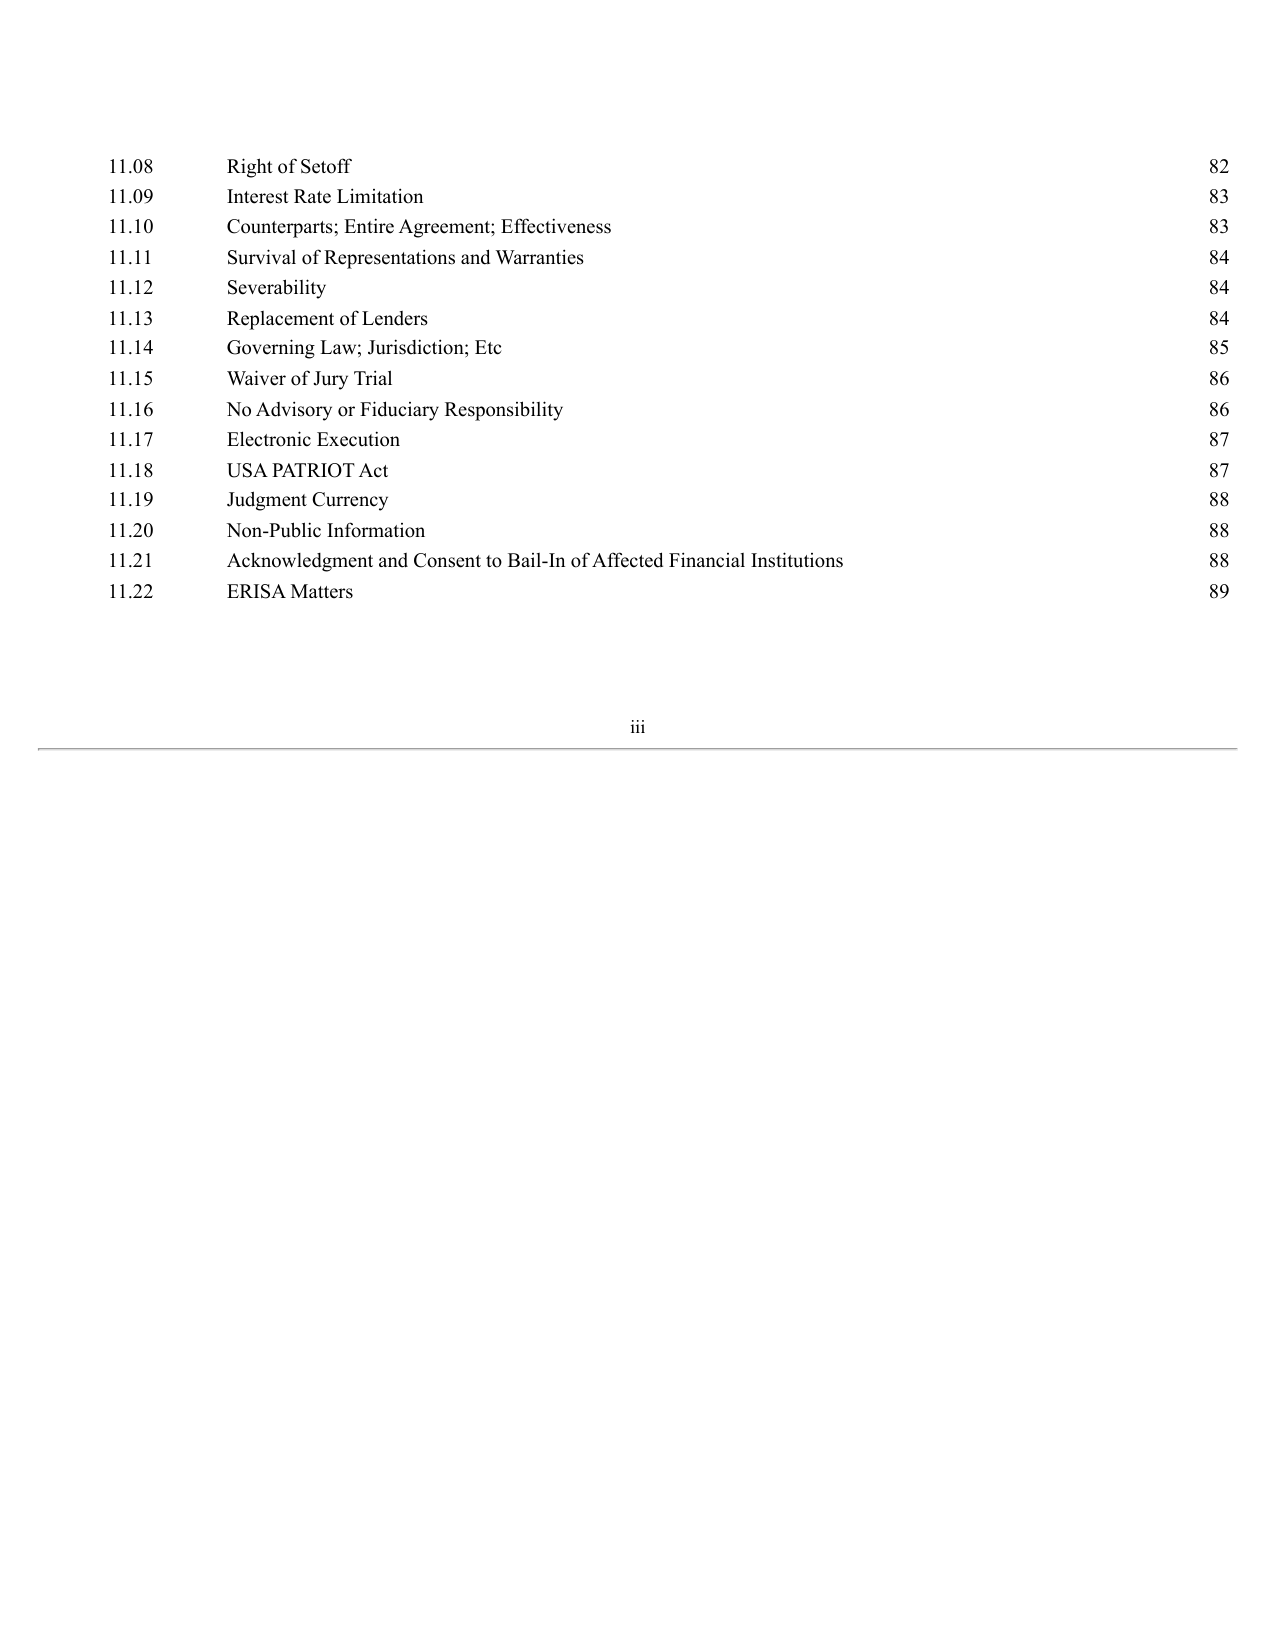 11.08 Right of Setoff 82
11.09 Interest Rate Limitation 83
11.10 Counterparts; Entire Agreement; Effectiveness 83
11.11 Survival of Representations and Warranties 84
11.12 Severability 84
11.13 Replacement of Lenders 84
11.14 Governing Law; Jurisdiction; Etc 85
11.15 Waiver of Jury Trial 86
11.16 No Advisory or Fiduciary Responsibility 86
11.17 Electronic Execution 87
11.18 USA PATRIOT Act 87
11.19 Judgment Currency 88
11.20 Non-Public Information 88
11.21 Acknowledgment and Consent to Bail-In of Affected Financial Institutions 88
11.22 ERISA Matters 89
iii